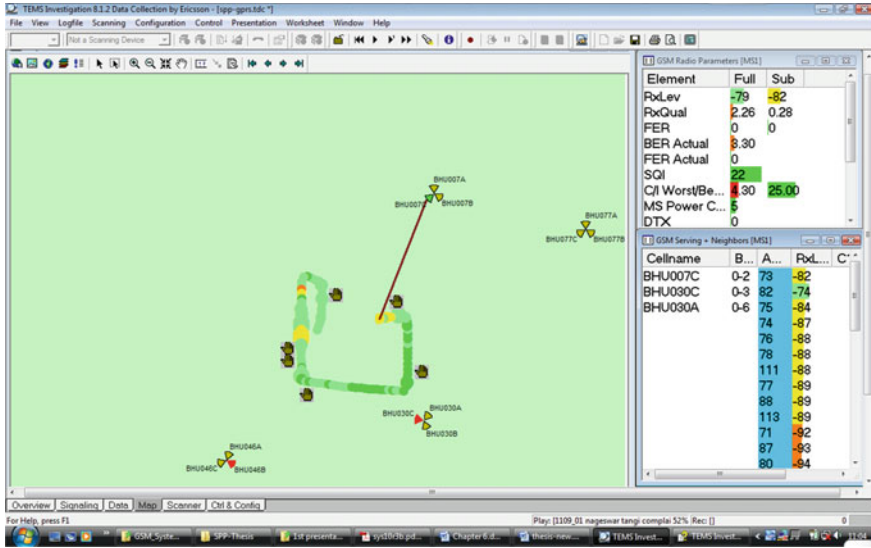 TEMS Investigation 8.1.2 Data Collection by Ericsson - [spp-gprs.tdc *]
File View Logfile Scanning Configuration Control Presentation Worksheet Window Help
Not a Scanning Device
GSM Radio Parameters [MS1]
Element Full Sub
RxLev -79 -82
RxQual 2.26 0.28
FER 0 0
BER Actual 3.30
FER Actual 0
SQI 22
C/I Worst/Be... 4.30 25.00
MS Power C... 5
DTX 0
GSM Serving + Neighbors [MS1]
Cellname B... A... RxL... C
BHU007C 0-2 73 -82
BHU030C 0-3 82 -74
BHU030A 0-6 75 -84
74 -87
76 -88
78 -88
111 -88
77 -89
88 -89
113 -89
71 -92
87 -93
80 -94
BHU007A
BHU007C BHU007B
BHU077A
BHU077C BHU077B
BHU030C BHU030A
BHU030B
BHU046A
BHU046C BHU046B
Overview Signaling Data Map Scanner Ctrl & Config
For Help, press F1
Play: [1109_01 nageswar tangi complai 52% Rec: [] 0
GSM_Syste... SPP-Thesis 1st presenta... sys10r3b.pd... Chapter 6.d... thesis-new.... TEMS Invest... TEMS Invest... 11:04